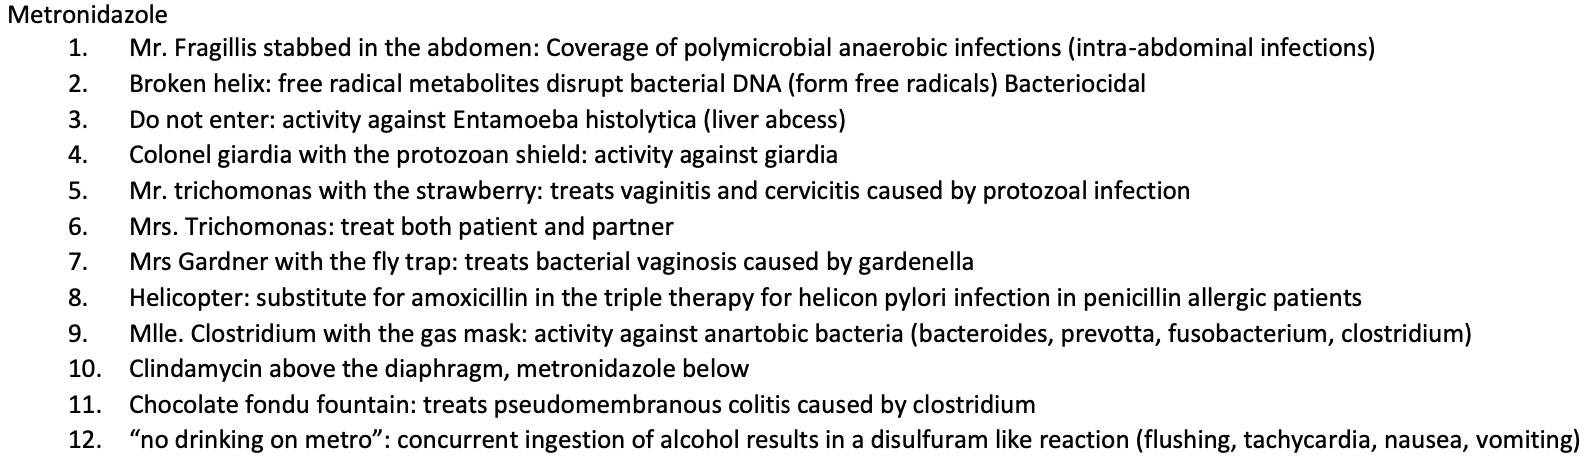 Metronidazole
1. Mr. Fragillis stabbed in the abdomen: Coverage of polymicrobial anaerobic infections (intra-abdominal infections)
2. Broken helix: free radical metabolites disrupt bacterial DNA (form free radicals) Bacteriocidal
3. Do not enter: activity against Entamoeba histolytica (liver abcess)
4. Colonel giardia with the protozoan shield: activity against giardia
5. Mr. trichomonas with the strawberry: treats vaginitis and cervicitis caused by protozoal infection
6. Mrs. Trichomonas: treat both patient and partner
7. Mrs Gardner with the fly trap: treats bacterial vaginosis caused by gardenella
8. Helicopter: substitute for amoxicillin in the triple therapy for helicon pylori infection in penicillin allergic patients
9. Mlle. Clostridium with the gas mask: activity against anartobic bacteria (bacteroides, prevotta, fusobacterium, clostridium)
10. Clindamycin above the diaphragm, metronidazole below
11. Chocolate fondu fountain: treats pseudomembranous colitis caused by clostridium
12. “no drinking on metro”: concurrent ingestion of alcohol results in a disulfuram like reaction (flushing, tachycardia, nausea, vomiting)